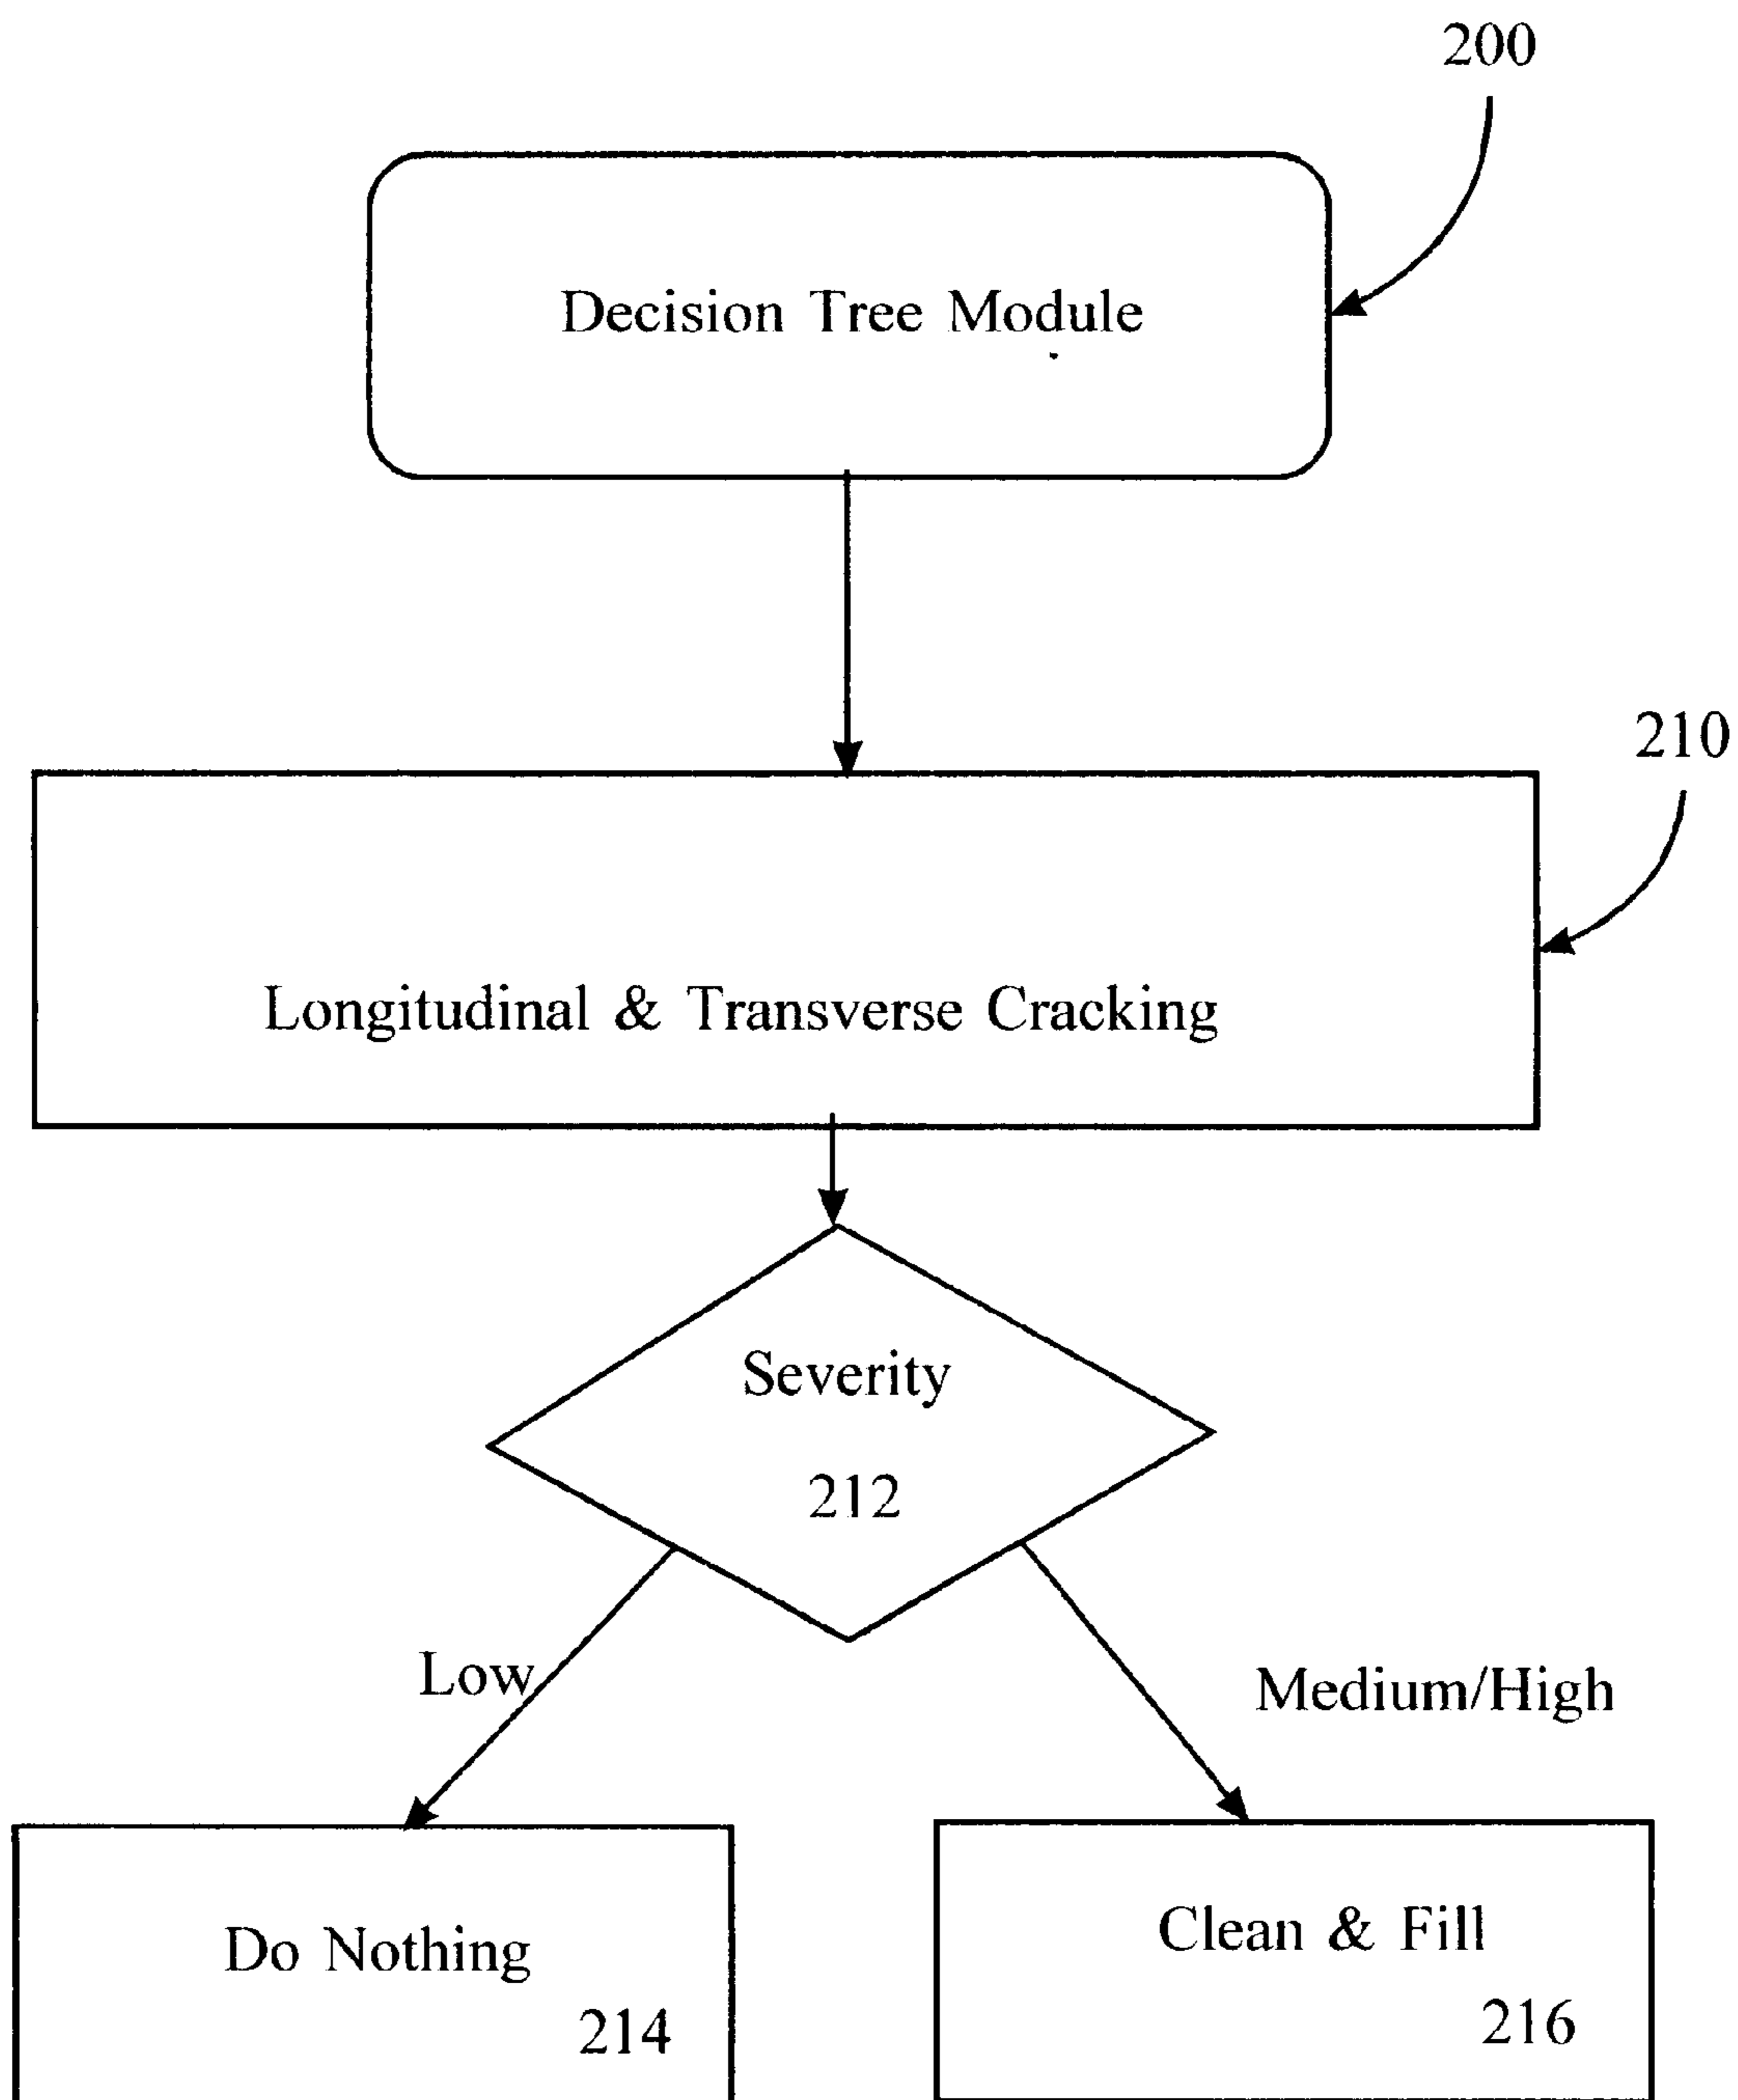 200
Decision Tree Module
210
Longitudinal & Transverse Cracking
Severity
212
Low
Medium/High
Do Nothing
214
Clean & Fill
216